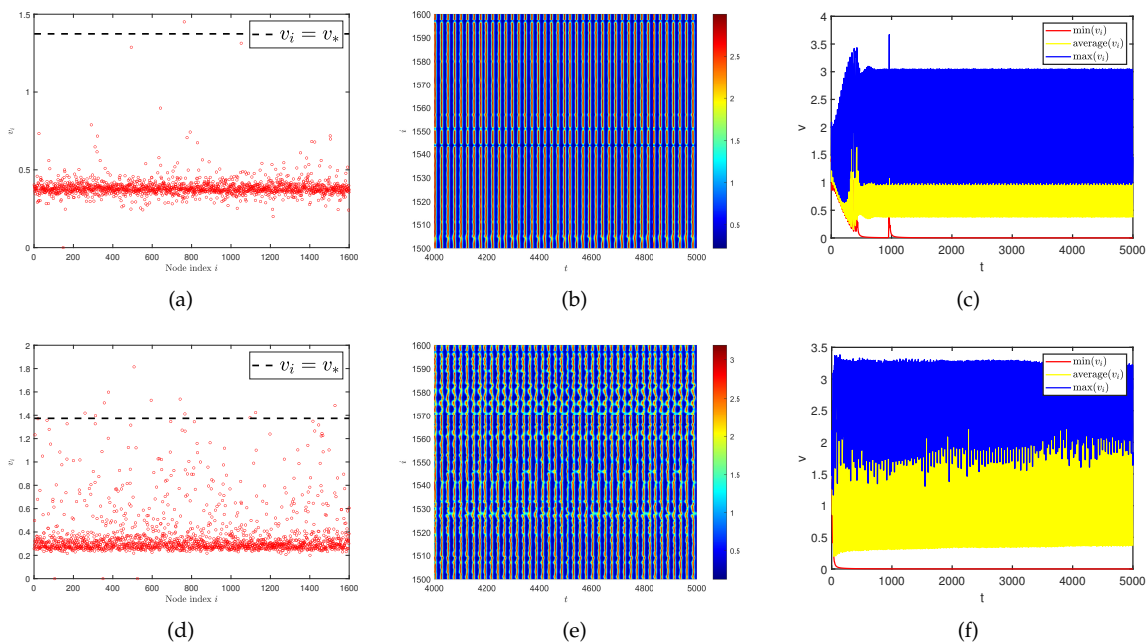 1.5
1
0.5
0
v_i
v_i = v_*
0 200 400 600 800 1000 1200 1400 1600
Node index i
(a)
1600
1590
1580
1570
1560
1550
1540
1530
1520
1510
1500
i
4000 4200 4400 4600 4800 5000
t
2.5
2
1.5
1
0.5
(b)
4
3.5
3
2.5
2
1.5
1
0.5
0
v
min(v_i)
average(v_i)
max(v_i)
0 1000 2000 3000 4000 5000
t
(c)
2
1.8
1.6
1.4
1.2
1
0.8
0.6
0.4
0.2
0
v_i
v_i = v_*
0 200 400 600 800 1000 1200 1400 1600
Node index i
(d)
1600
1590
1580
1570
1560
1550
1540
1530
1520
1510
1500
i
4000 4200 4400 4600 4800 5000
t
3
2.5
2
1.5
1
0.5
(e)
3.5
3
2.5
2
1.5
1
0.5
0
v
min(v_i)
average(v_i)
max(v_i)
0 1000 2000 3000 4000 5000
t
(f)